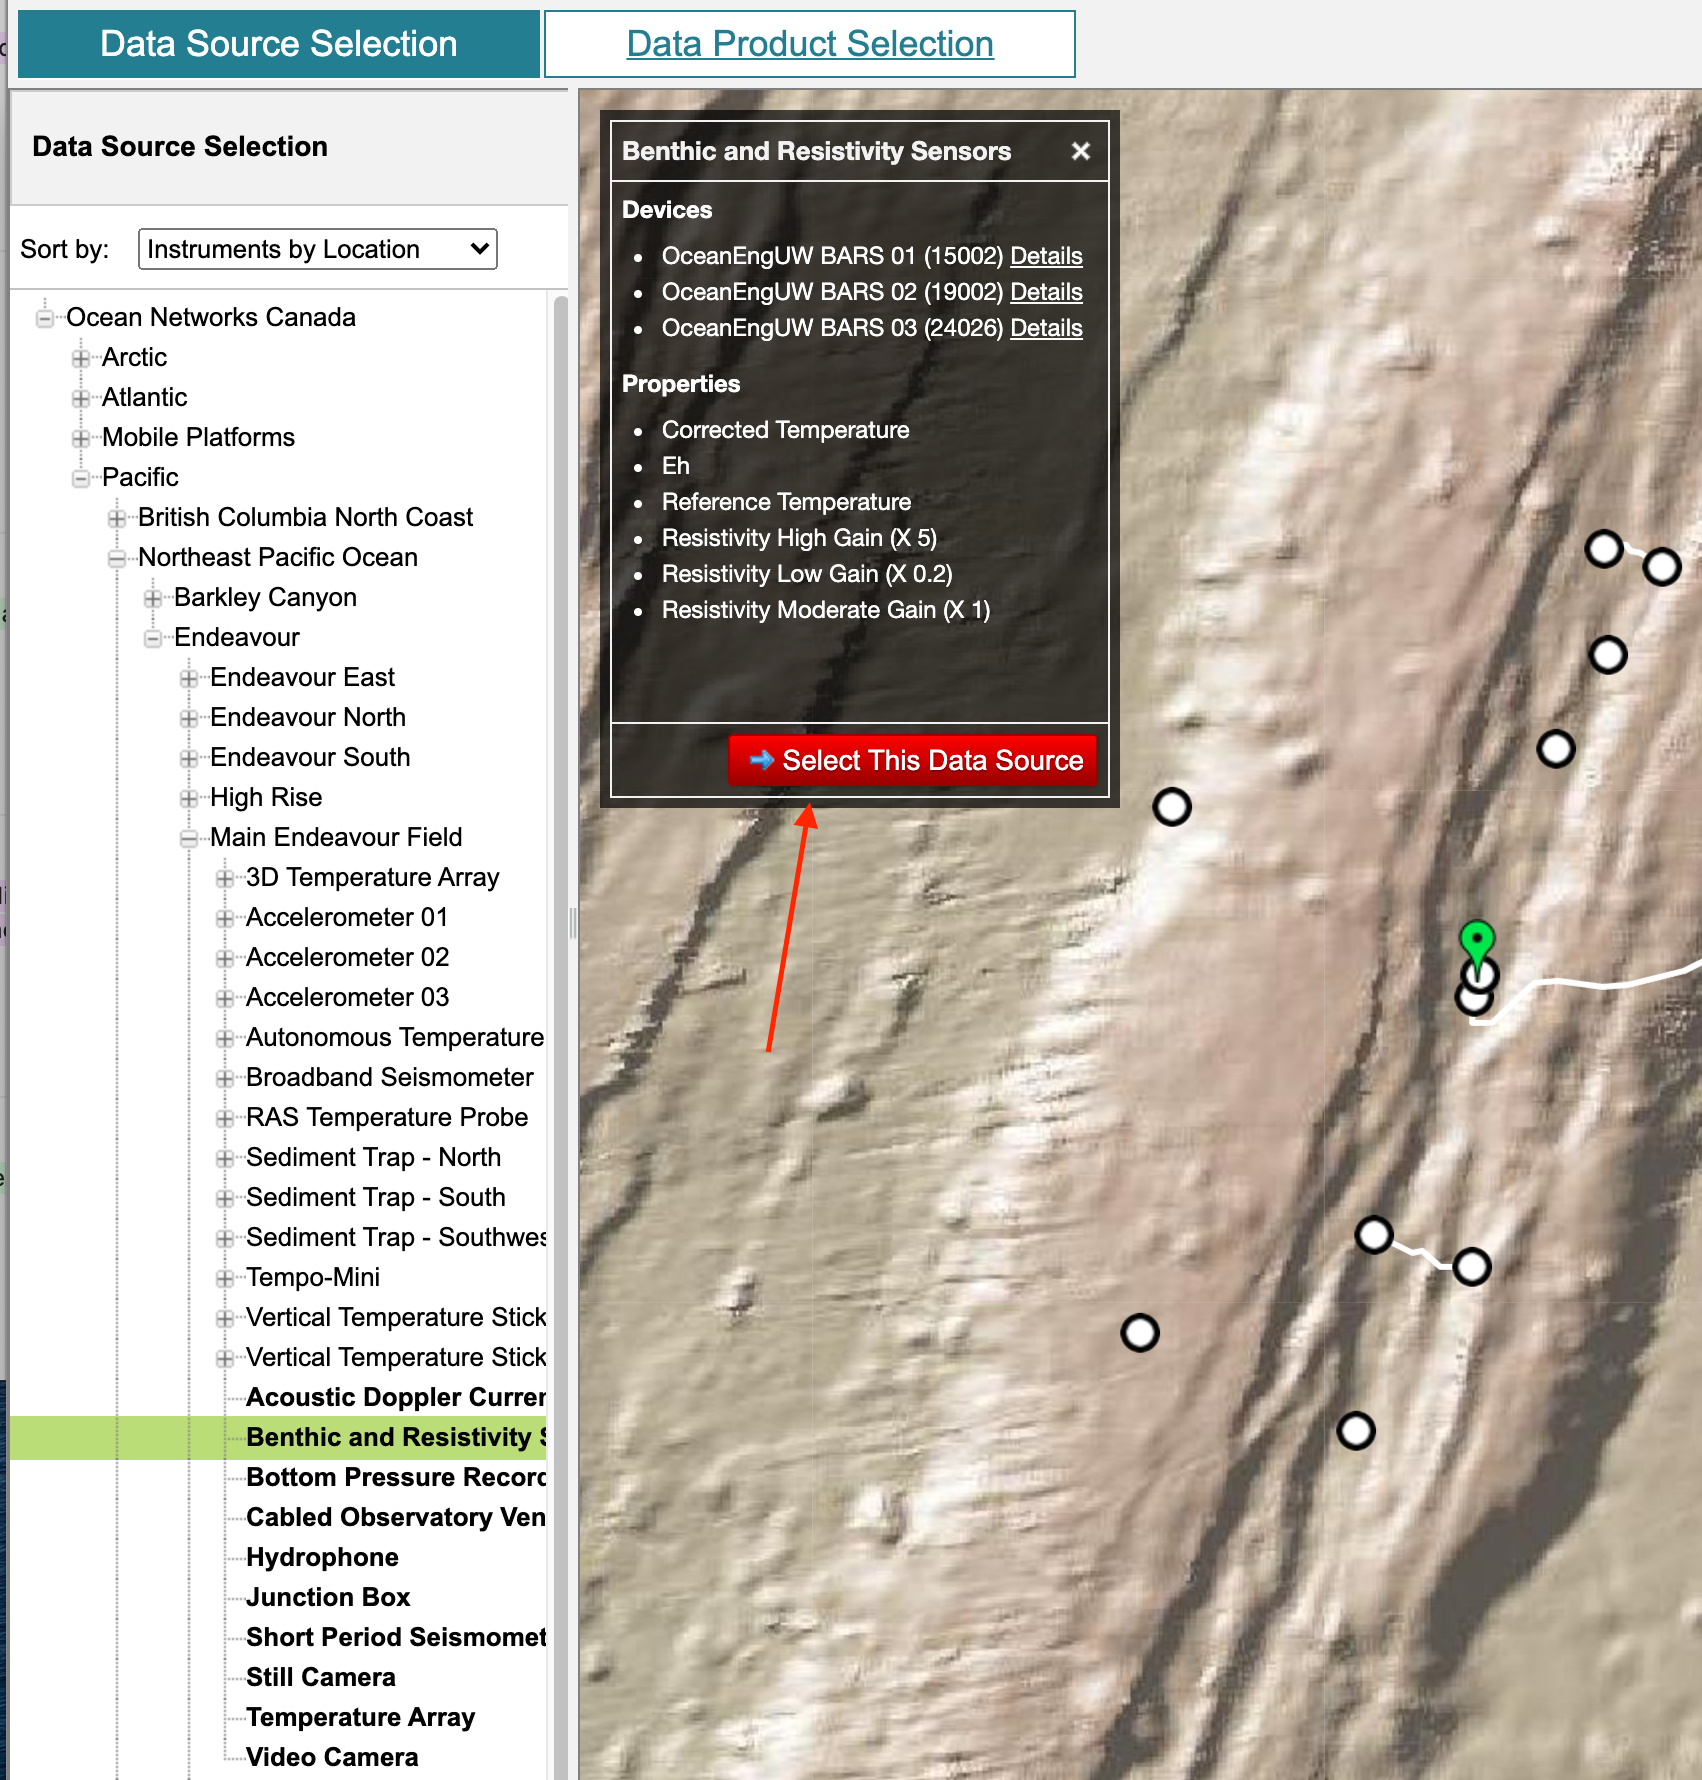 Data Source Selection
Data Product Selection
Data Source Selection
Sort by: Instruments by Location
Ocean Networks Canada
Arctic
Atlantic
Mobile Platforms
Pacific
British Columbia North Coast
Northeast Pacific Ocean
Barkley Canyon
Endeavour
Endeavour East
Endeavour North
Endeavour South
High Rise
Main Endeavour Field
3D Temperature Array
Accelerometer 01
Accelerometer 02
Accelerometer 03
Autonomous Temperature
Broadband Seismometer
RAS Temperature Probe
Sediment Trap - North
Sediment Trap - South
Sediment Trap - Southwes
Tempo-Mini
Vertical Temperature Stick
Vertical Temperature Stick
Acoustic Doppler Curren
Benthic and Resistivity S
Bottom Pressure Record
Cabled Observatory Ven
Hydrophone
Junction Box
Short Period Seismomet
Still Camera
Temperature Array
Video Camera
Benthic and Resistivity Sensors
Devices
OceanEngUW BARS 01 (15002) Details
OceanEngUW BARS 02 (19002) Details
OceanEngUW BARS 03 (24026) Details
Properties
Corrected Temperature
Eh
Reference Temperature
Resistivity High Gain (X 5)
Resistivity Low Gain (X 0.2)
Resistivity Moderate Gain (X 1)
Select This Data Source